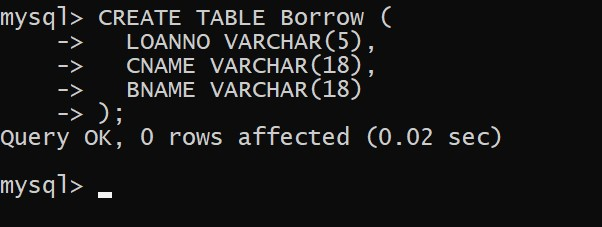 mysql> CREATE TABLE Borrow (
    ->   LOANNO VARCHAR(5),
    ->   CNAME VARCHAR(18),
    ->   BNAME VARCHAR(18)
    -> );
Query OK, 0 rows affected (0.02 sec)
mysql>